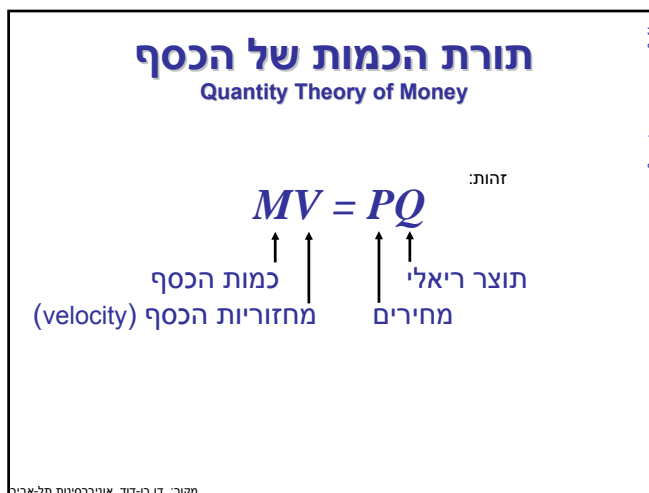 תורת הכמות של הכסף
Quantity Theory of Money
זהות:
MV = PQ
תוצר ריאלי
כמות הכסף
מחירים
מחזוריות הכסף (velocity)
מקור: דן בן-דוד, אוניברסיטת תל-אביב